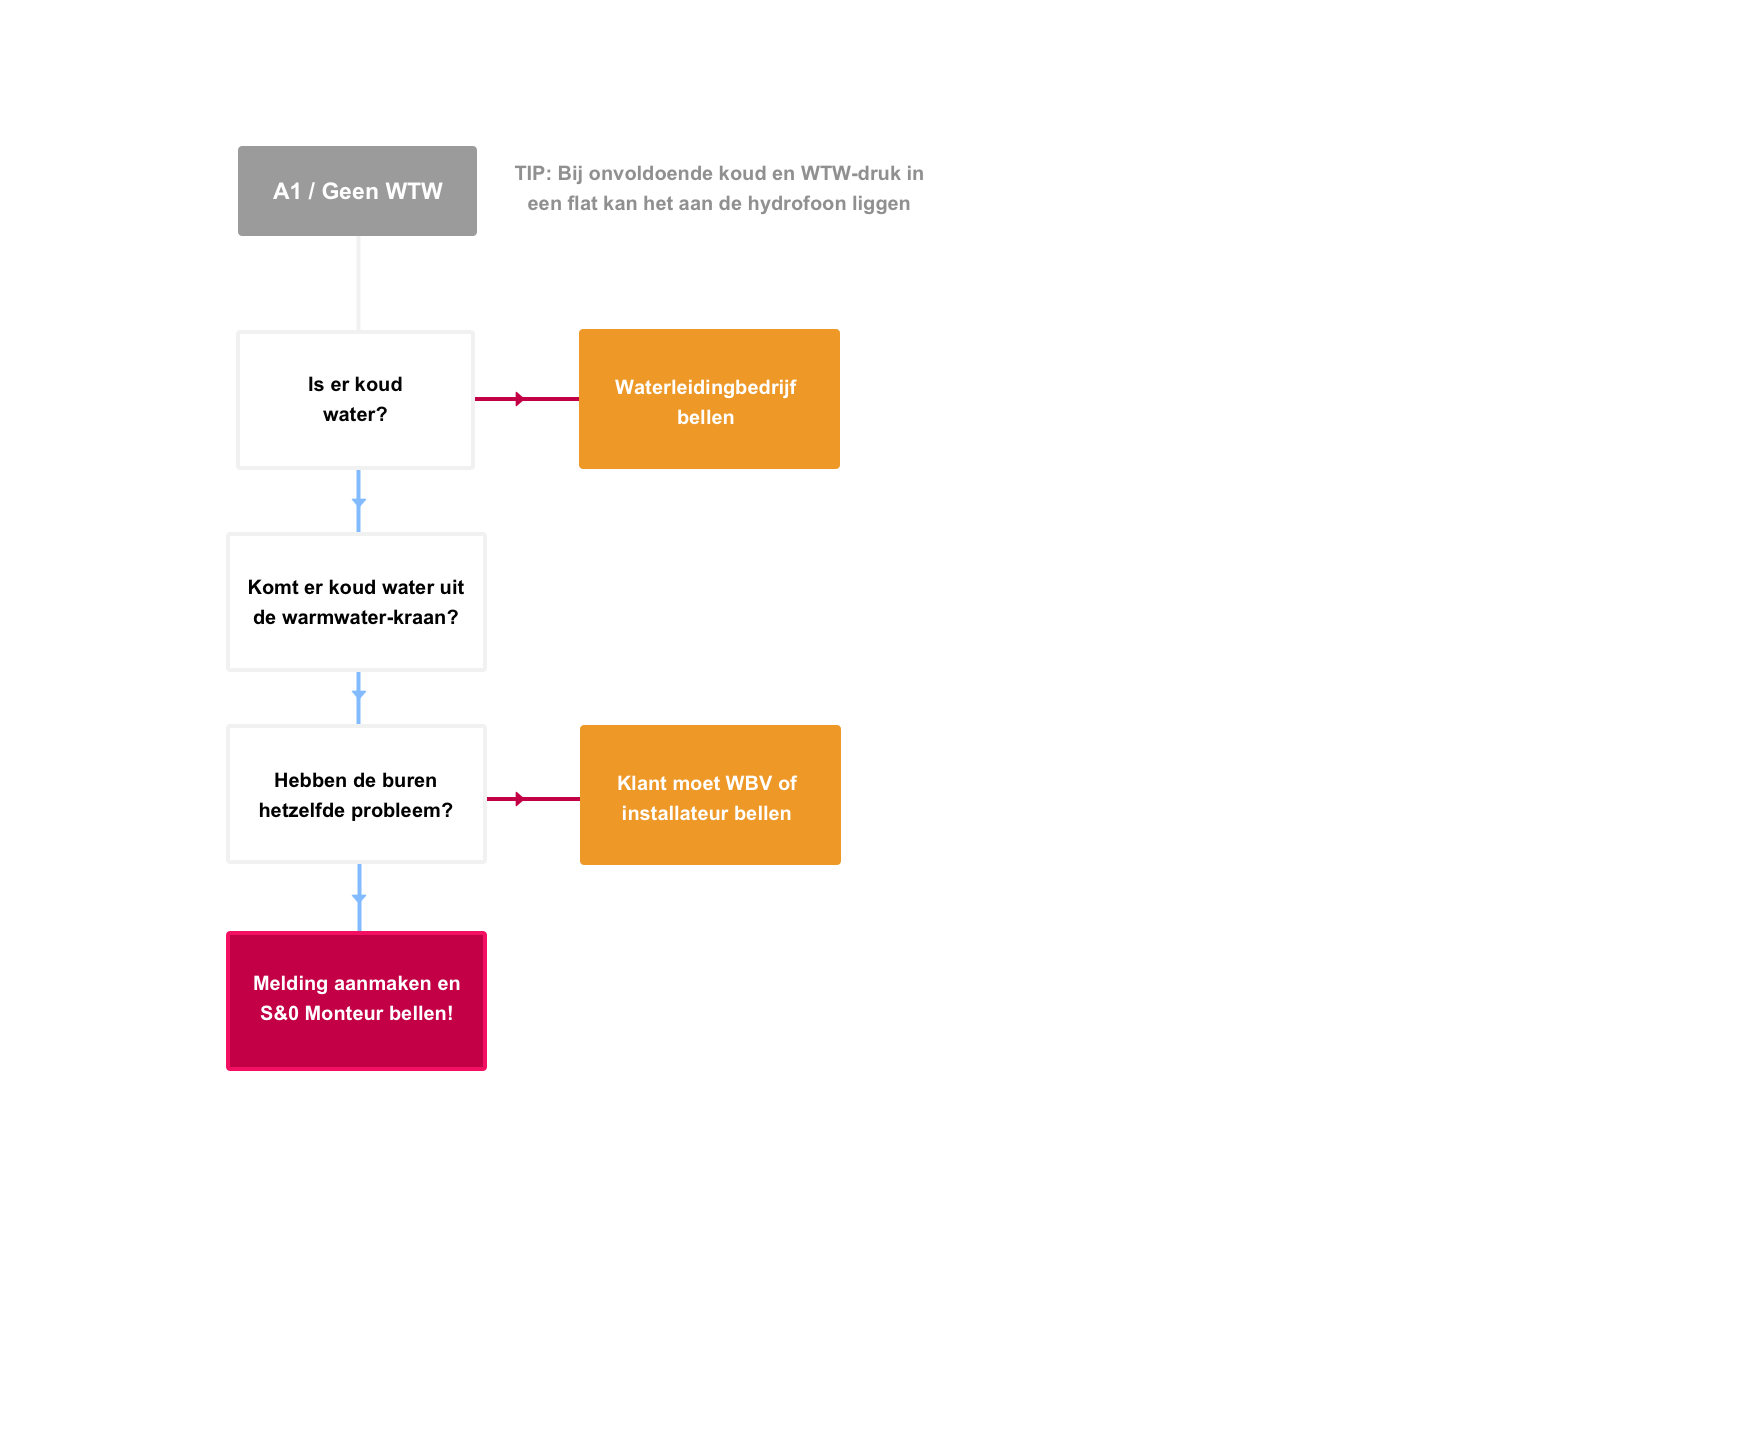 A1 / Geen WTW
TIP: Bij onvoldoende koud en WTW-druk in
een flat kan het aan de hydrofoon liggen
Is er koud
water?
Waterleidingbedrijf
bellen
Komt er koud water uit
de warmwater-kraan?
Hebben de buren
hetzelfde probleem?
Klant moet WBV of
installateur bellen
Melding aanmaken en
S&0 Monteur bellen!